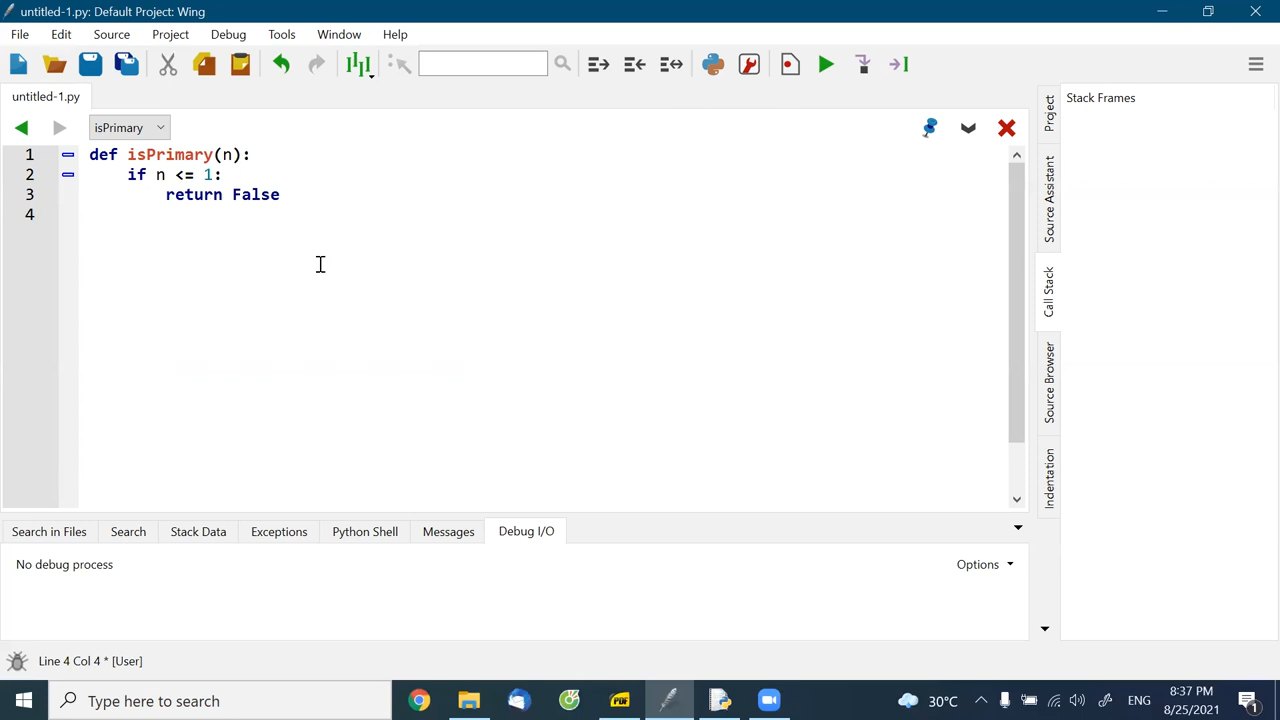 untitled-1.py: Default Project: Wing
File Edit Source Project Debug Tools Window Help
untitled-1.py
isPrimary
1 def isPrimary(n):
2 if n <= 1:
3 return False
4
Stack Frames
Project
Source Assistant
Call Stack
Source Browser
Indentation
Search in Files Search Stack Data Exceptions Python Shell Messages Debug I/O
No debug process Options
Line 4 Col 4 * [User]
Type here to search
PDF
30°C ENG 8:37 PM
8/25/2021
1